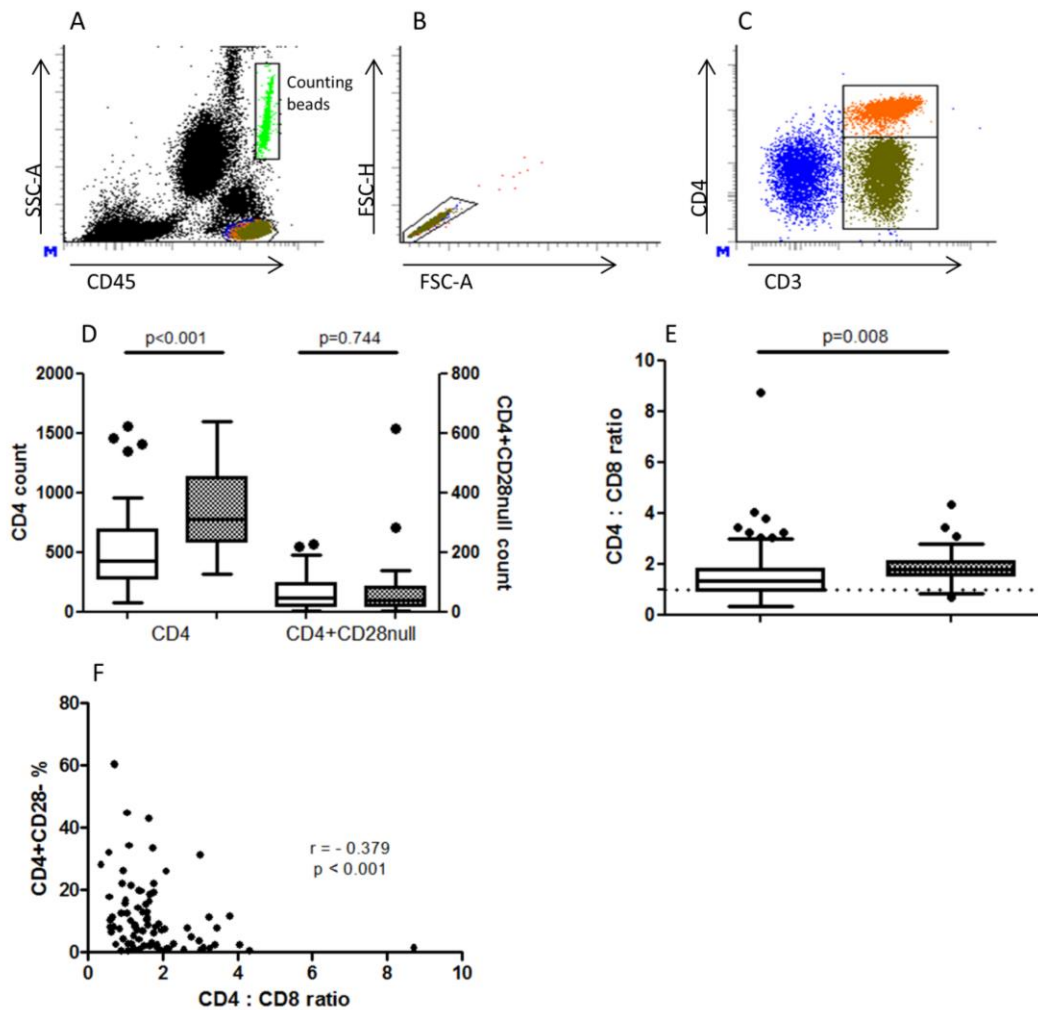 A
SSC-A
Counting
beads
M
CD45
B
FSC-H
FSC-A
C
CD4
M
CD3
D
p<0.001
p=0.744
2000
1500
1000
500
0
CD4 count
800
600
400
200
0
CD4+CD28null count
CD4
CD4+CD28null
E
p=0.008
10
8
6
4
2
0
CD4 : CD8 ratio
F
80
60
40
20
0
CD4+CD28- %
r = - 0.379
p < 0.001
0 2 4 6 8 10
CD4 : CD8 ratio